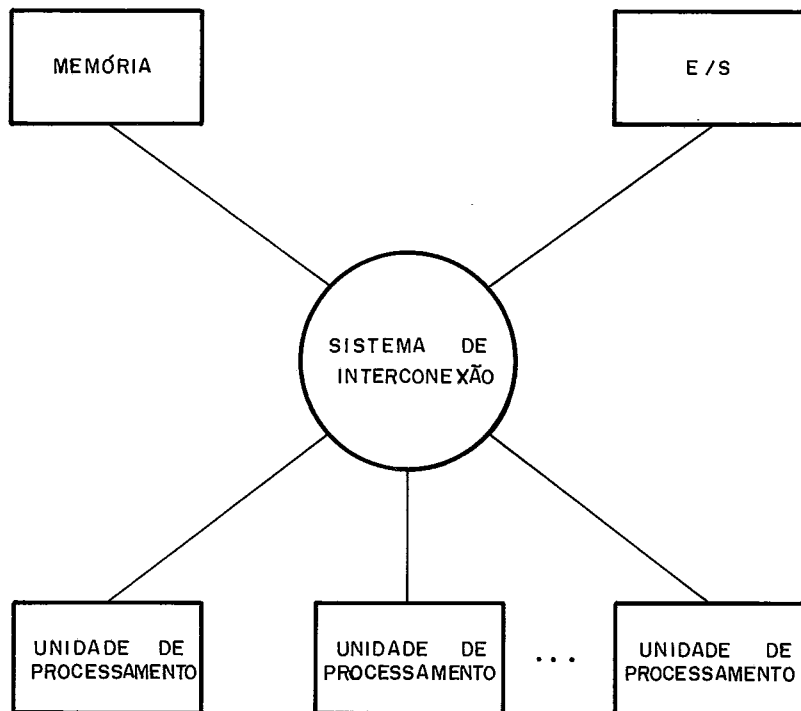 MEMÓRIA
E/S
SISTEMA DE
INTERCONEXÃO
UNIDADE DE
PROCESSAMENTO
UNIDADE DE
PROCESSAMENTO
...
UNIDADE DE
PROCESSAMENTO